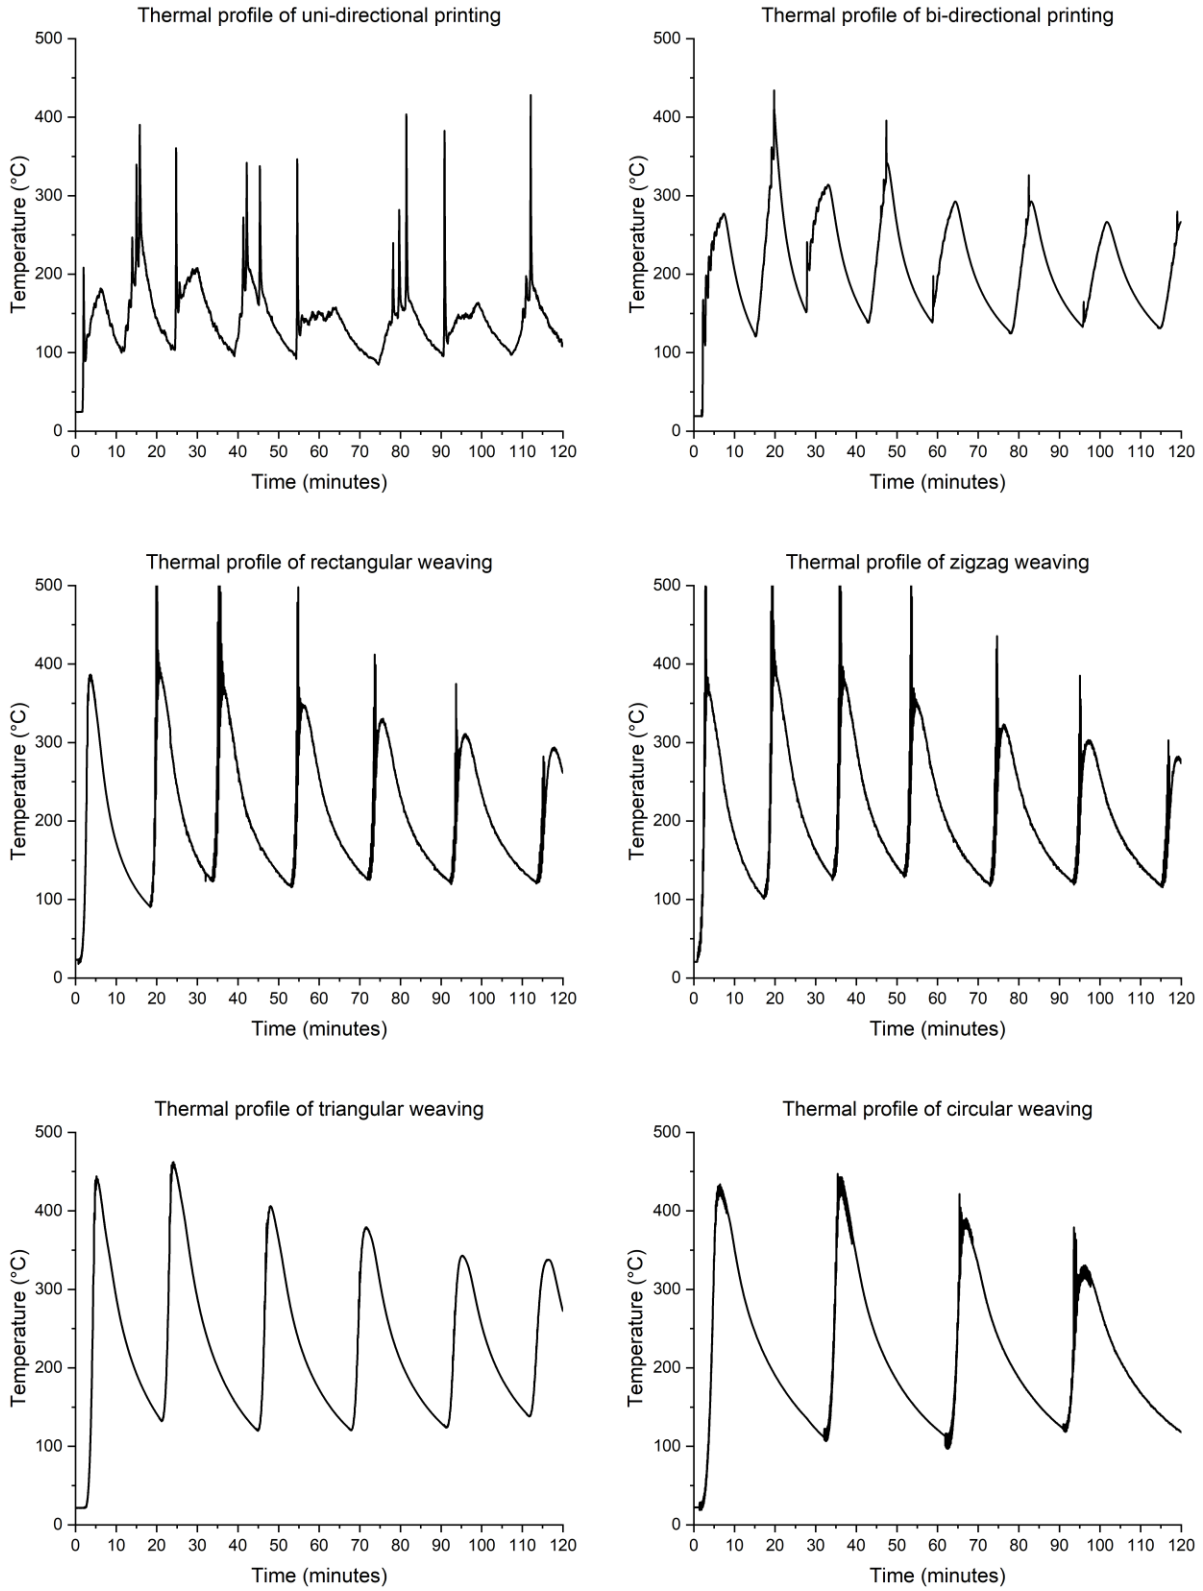 Thermal profile of uni-directional printing
500
400
300
200
100
0
Temperature (°C)
0 10 20 30 40 50 60 70 80 90 100 110 120
Time (minutes)
Thermal profile of bi-directional printing
500
400
300
200
100
0
Temperature (°C)
0 10 20 30 40 50 60 70 80 90 100 110 120
Time (minutes)
Thermal profile of rectangular weaving
500
400
300
200
100
0
Temperature (°C)
0 10 20 30 40 50 60 70 80 90 100 110 120
Time (minutes)
Thermal profile of zigzag weaving
500
400
300
200
100
0
Temperature (°C)
0 10 20 30 40 50 60 70 80 90 100 110 120
Time (minutes)
Thermal profile of triangular weaving
500
400
300
200
100
0
Temperature (°C)
0 10 20 30 40 50 60 70 80 90 100 110 120
Time (minutes)
Thermal profile of circular weaving
500
400
300
200
100
0
Temperature (°C)
0 10 20 30 40 50 60 70 80 90 100 110 120
Time (minutes)